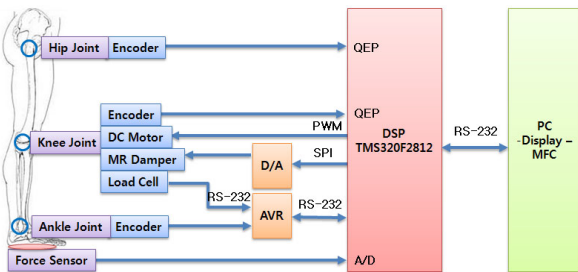 Hip Joint Encoder
QEP
Encoder
QEP
Knee Joint
DC Motor
PWM
MR Damper
D/A
SPI
Load Cell
RS-232
AVR
RS-232
Ankle Joint Encoder
Force Sensor
A/D
DSP
TMS320F2812
RS-232
PC
-Display –
MFC